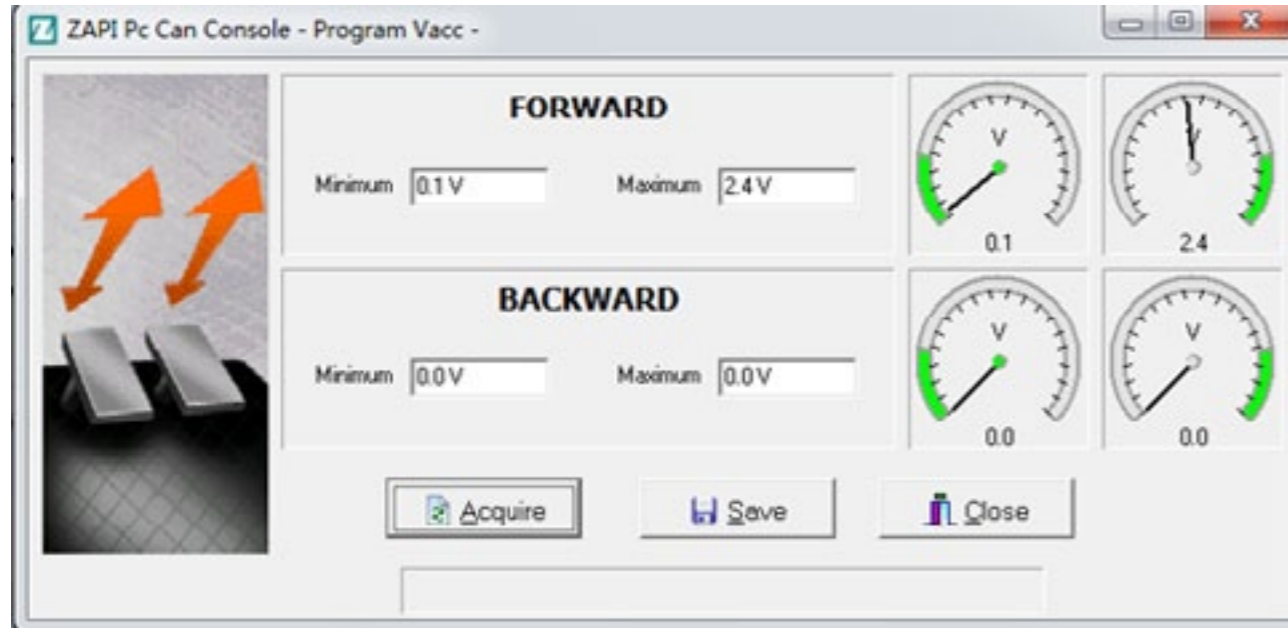 ZAPI Pc Can Console - Program Vacc -
FORWARD
Minimum 0.1 V Maximum 2.4 V
V
0.1
V
2.4
BACKWARD
Minimum 0.0 V Maximum 0.0 V
V
0.0
V
0.0
Acquire Save Close